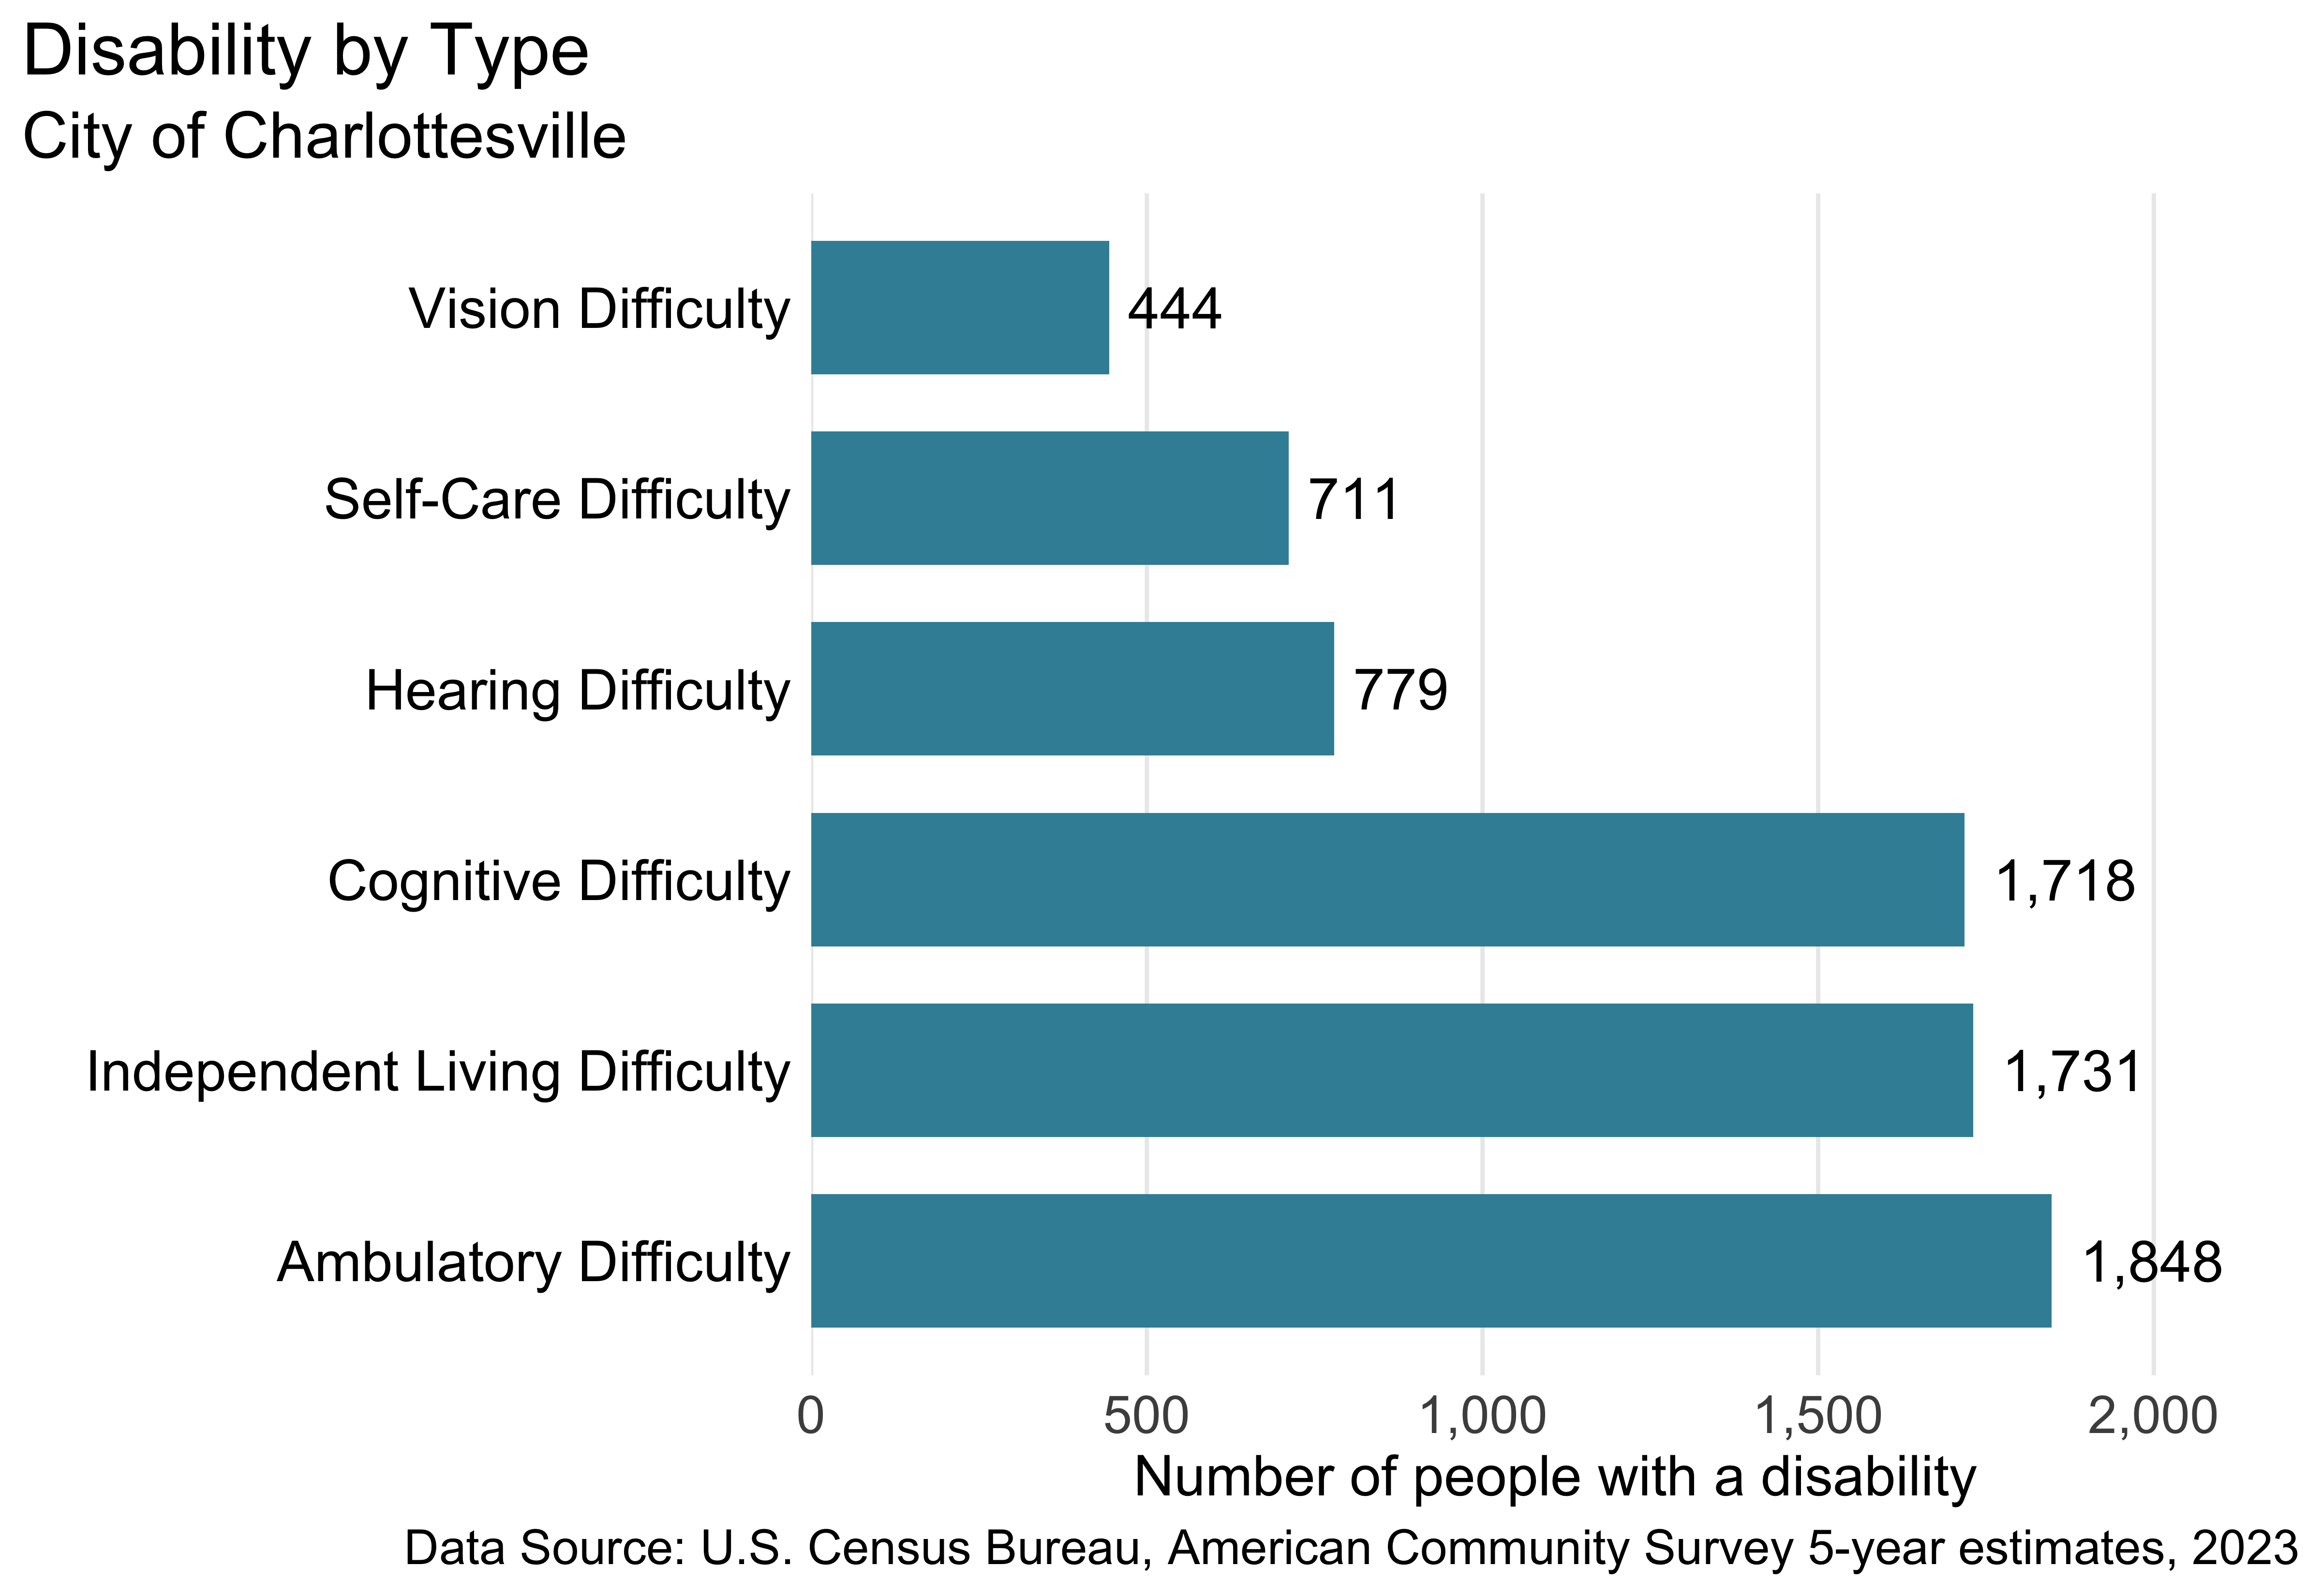 Disability by Type
City of Charlottesville
Vision Difficulty 444
Self-Care Difficulty 711
Hearing Difficulty 779
Cognitive Difficulty 1,718
Independent Living Difficulty 1,731
Ambulatory Difficulty 1,848
0 500 1,000 1,500 2,000
Number of people with a disability
Data Source: U.S. Census Bureau, American Community Survey 5-year estimates, 2023